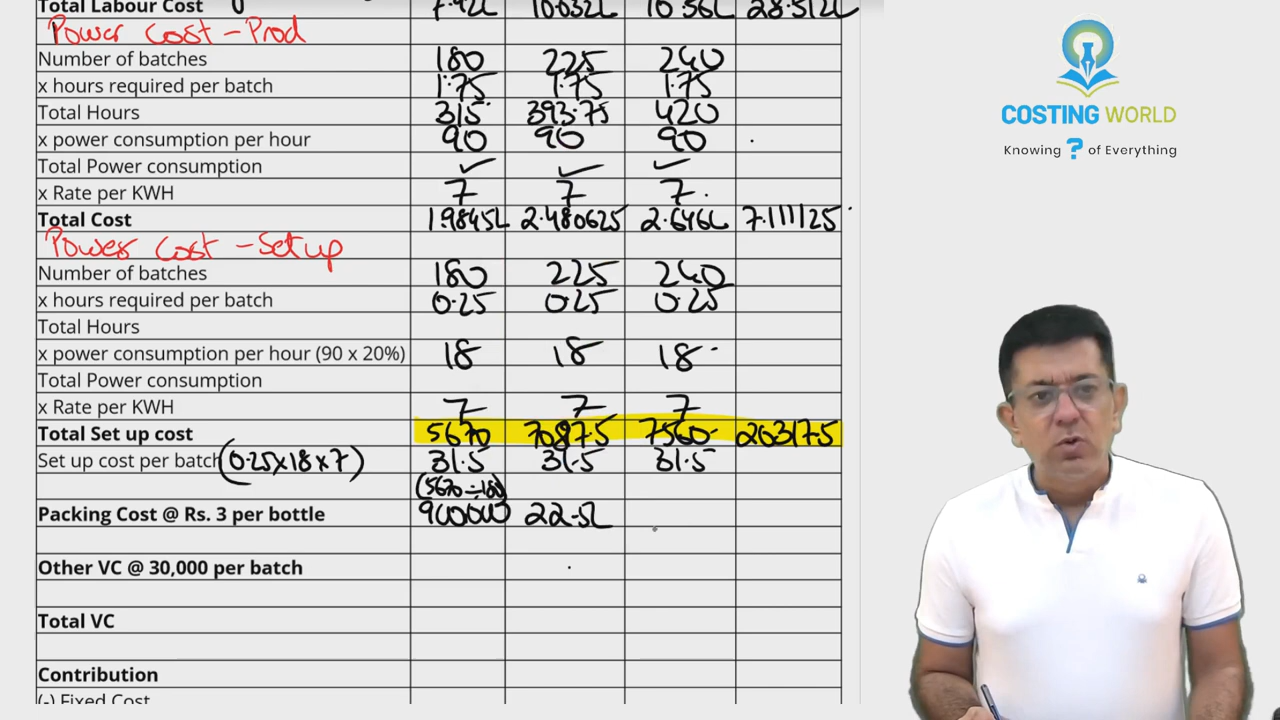 Total Labour Cost 7.92L 10.032L 10.56L 28.512L
Power Cost - Prod
Number of batches 180 225 240
x hours required per batch 1.75 1.75 1.75
Total Hours 315 393.75 420
x power consumption per hour 90 90 90
Total Power consumption ✓ ✓ ✓
x Rate per KWH 7 7 7
Total Cost 1.9845L 2.480625 2.646L 7.111125
Power Cost - Set up
Number of batches 180 225 240
x hours required per batch 0.25 0.25 0.25
Total Hours
x power consumption per hour (90 x 20%) 18 18 18
Total Power consumption
x Rate per KWH 7 7 7
Total Set up cost 5670 7087.5 7560 20317.5
Set up cost per batch (0.25x18x7) 31.5 31.5 31.5
(5670 ÷ 180)
Packing Cost @ Rs. 3 per bottle 900000 22.5L
Other VC @ 30,000 per batch
Total VC
Contribution
(-) Fixed Cost
COSTING WORLD
Knowing ? of Everything